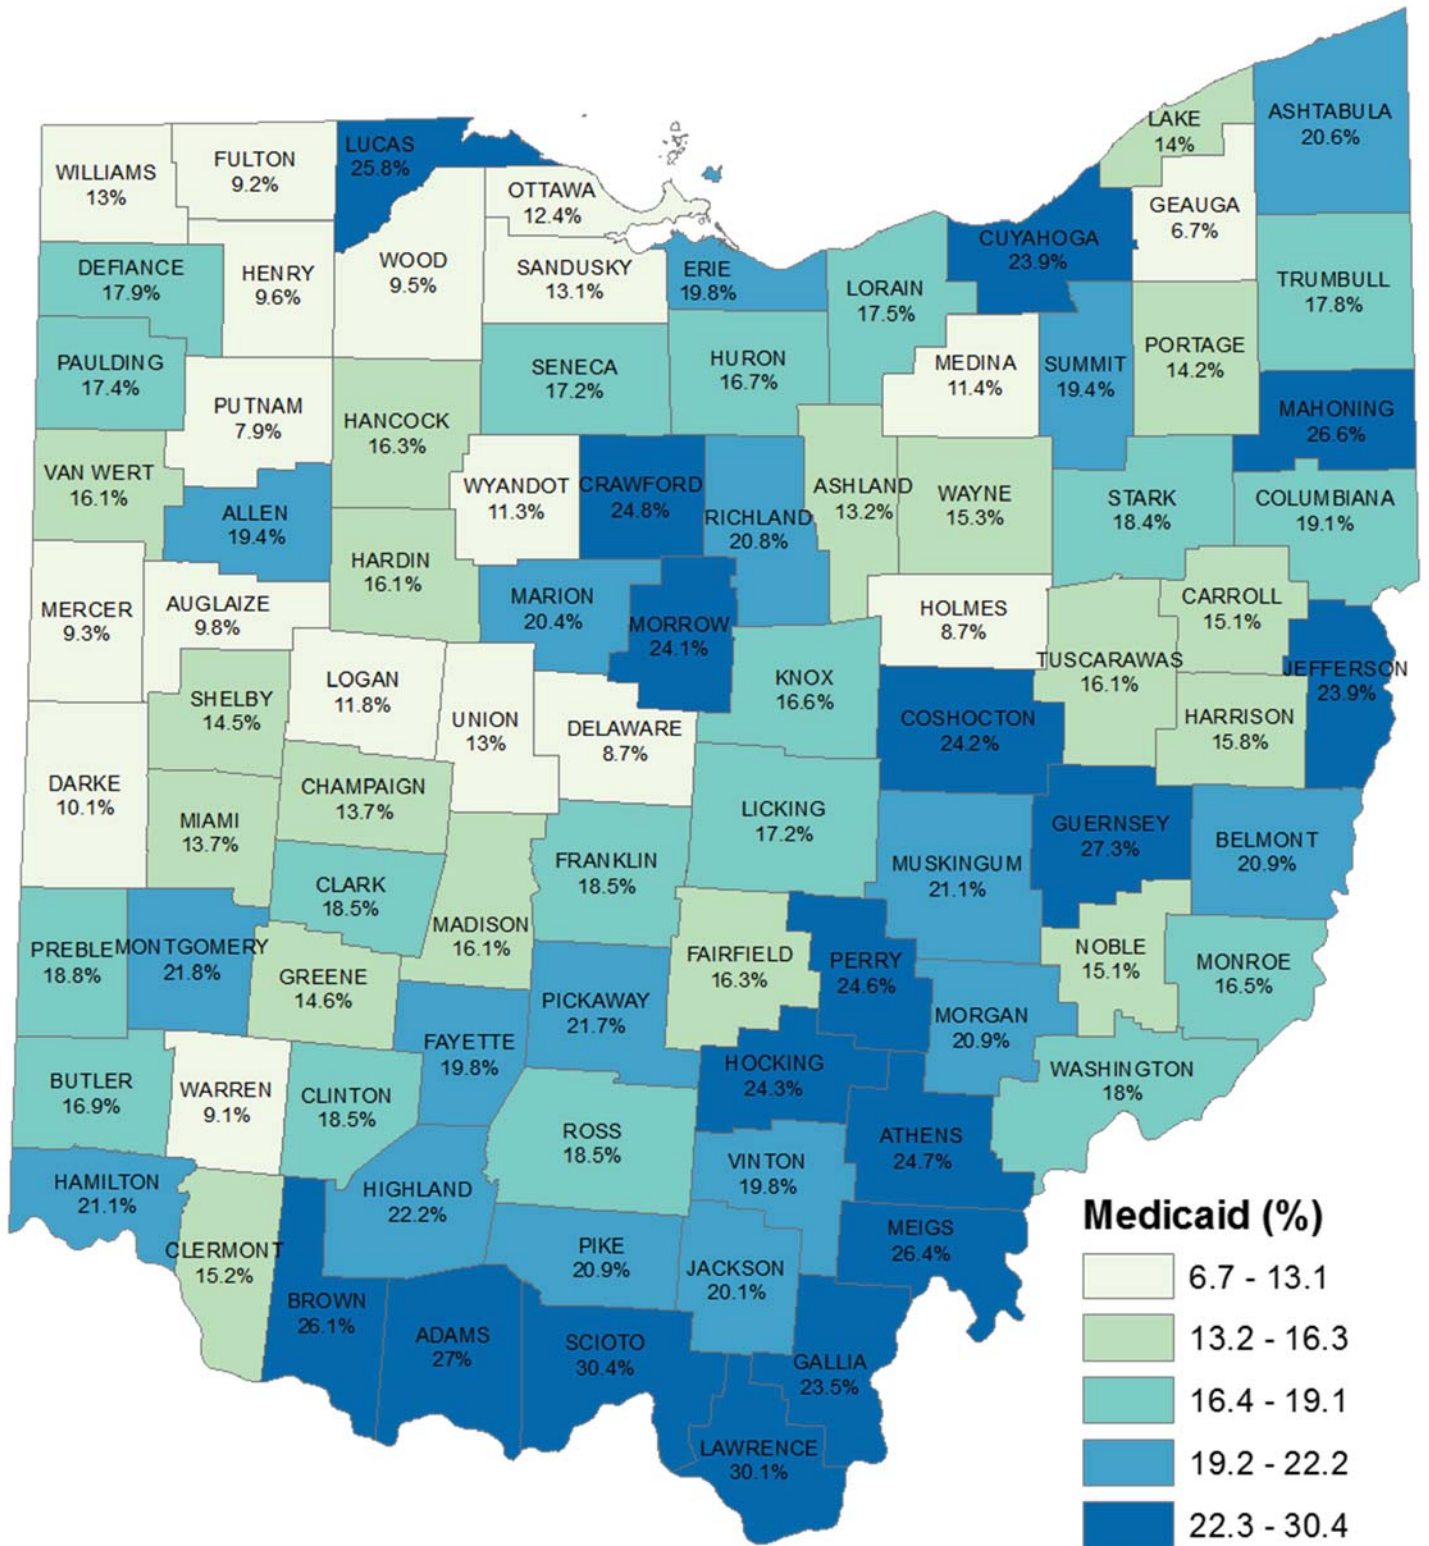 LAKE
14%
ASHTABULA
20.6%
WILLIAMS
13%
FULTON
9.2%
LUCAS
25.8%
OTTAWA
12.4%
GEAUGA
6.7%
DEFIANCE
17.9%
HENRY
9.6%
WOOD
9.5%
SANDUSKY
13.1%
ERIE
19.8%
LORAIN
17.5%
CUYAHOGA
23.9%
TRUMBULL
17.8%
PAULDING
17.4%
PUTNAM
7.9%
HANCOCK
16.3%
SENECA
17.2%
HURON
16.7%
MEDINA
11.4%
SUMMIT
19.4%
PORTAGE
14.2%
MAHONING
26.6%
VAN WERT
16.1%
ALLEN
19.4%
WYANDOT
11.3%
CRAWFORD
24.8%
RICHLAND
20.8%
ASHLAND
13.2%
WAYNE
15.3%
STARK
18.4%
COLUMBIANA
19.1%
MERCER
9.3%
AUGLAIZE
9.8%
HARDIN
16.1%
MARION
20.4%
MORROW
24.1%
HOLMES
8.7%
CARROLL
15.1%
SHELBY
14.5%
LOGAN
11.8%
UNION
13%
DELAWARE
8.7%
KNOX
16.6%
COSHOCTON
24.2%
TUSCARAWAS
16.1%
HARRISON
15.8%
JEFFERSON
23.9%
DARKE
10.1%
MIAMI
13.7%
CHAMPAIGN
13.7%
LICKING
17.2%
GUERNSEY
27.3%
BELMONT
20.9%
CLARK
18.5%
MADISON
16.1%
FRANKLIN
18.5%
MUSKINGUM
21.1%
PREBLE
18.8%
MONTGOMERY
21.8%
GREENE
14.6%
FAIRFIELD
16.3%
PERRY
24.6%
NOBLE
15.1%
MONROE
16.5%
PICKAWAY
21.7%
MORGAN
20.9%
FAYETTE
19.8%
HOCKING
24.3%
WASHINGTON
18%
BUTLER
16.9%
WARREN
9.1%
CLINTON
18.5%
ROSS
18.5%
ATHENS
24.7%
HAMILTON
21.1%
HIGHLAND
22.2%
VINTON
19.8%
MEIGS
26.4%
CLERMONT
15.2%
PIKE
20.9%
JACKSON
20.1%
BROWN
26.1%
ADAMS
27%
SCIOTO
30.4%
GALLIA
23.5%
LAWRENCE
30.1%
Medicaid (%)
6.7 - 13.1
13.2 - 16.3
16.4 - 19.1
19.2 - 22.2
22.3 - 30.4